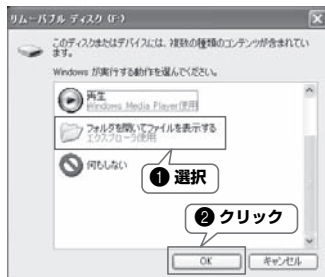 リムーバブル ディスク (F:)
このディスクまたはデバイスには、複数の種類のコンテンツが含まれています。
Windows が実行する動作を選んでください。
再生
Windows Media Player使用
フォルダを開いてファイルを表示する
エクスプローラ使用
何もしない
❶ 選択
❷ クリック
OK
キャンセル